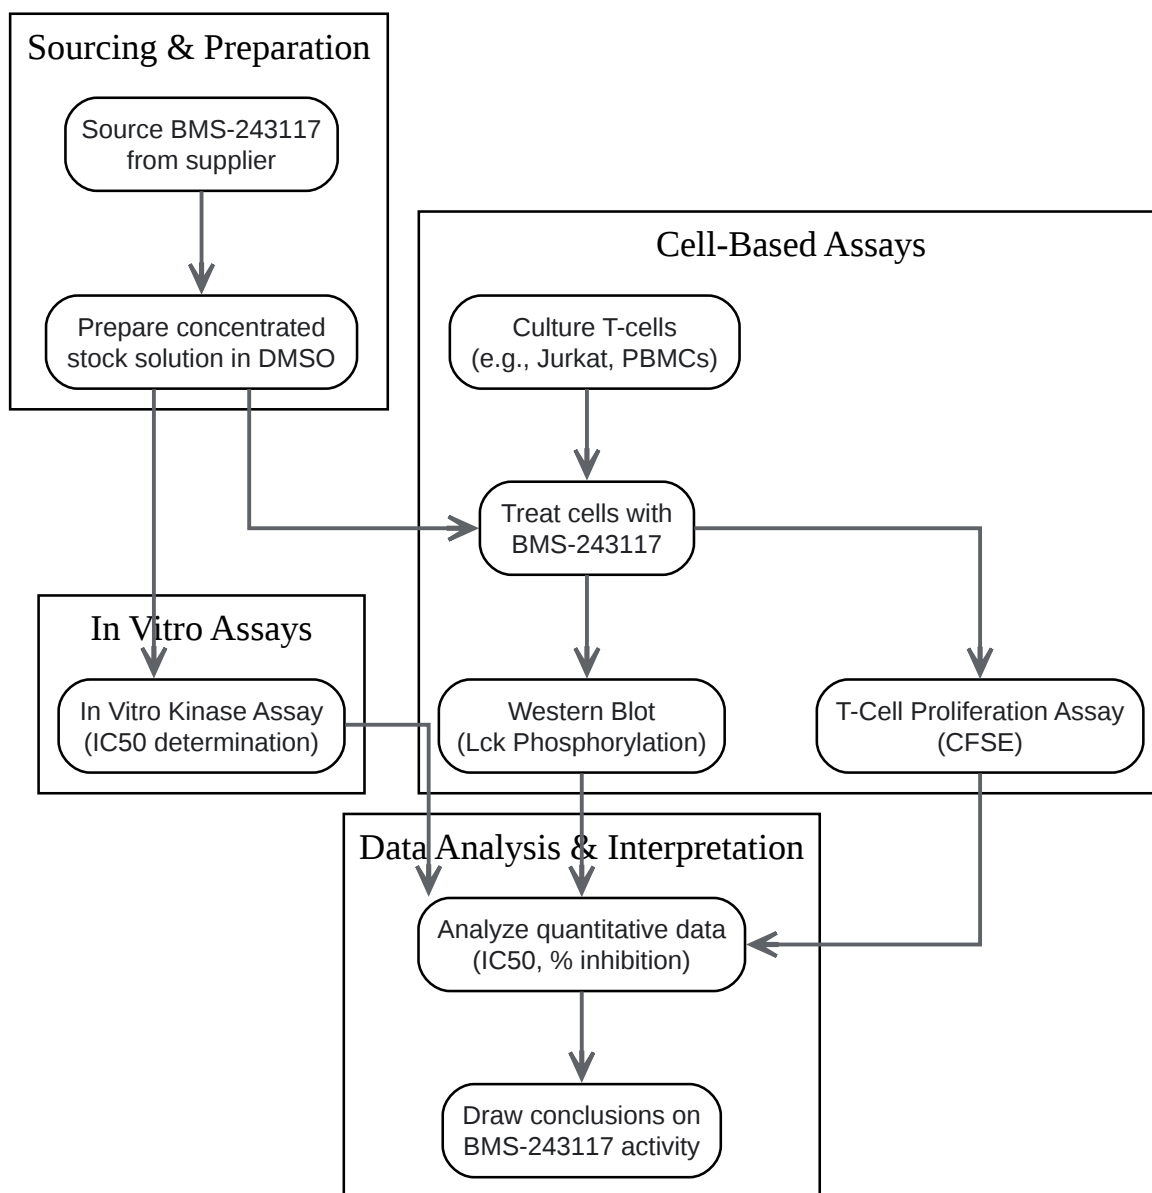 Sourcing & Preparation
Source BMS-243117
from supplier
Prepare concentrated
stock solution in DMSO
Cell-Based Assays
Culture T-cells
(e.g., Jurkat, PBMCs)
Treat cells with
BMS-243117
In Vitro Assays
In Vitro Kinase Assay
(IC50 determination)
Western Blot
(Lck Phosphorylation)
T-Cell Proliferation Assay
(CFSE)
Data Analysis & Interpretation
Analyze quantitative data
(IC50, % inhibition)
Draw conclusions on
BMS-243117 activity